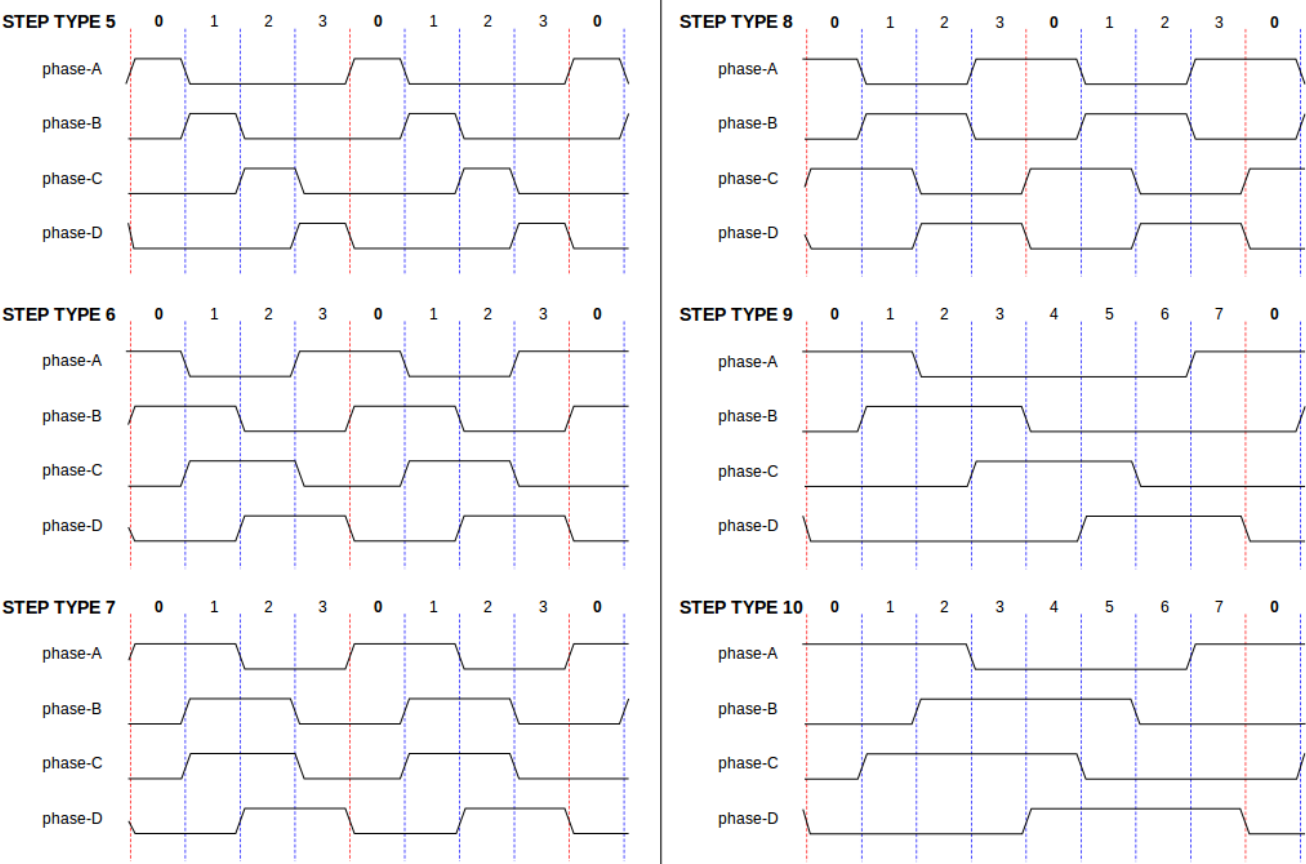 STEP TYPE 5 0 1 2 3 0 1 2 3 0
phase-A
phase-B
phase-C
phase-D
STEP TYPE 6 0 1 2 3 0 1 2 3 0
phase-A
phase-B
phase-C
phase-D
STEP TYPE 7 0 1 2 3 0 1 2 3 0
phase-A
phase-B
phase-C
phase-D
STEP TYPE 8 0 1 2 3 0 1 2 3 0
phase-A
phase-B
phase-C
phase-D
STEP TYPE 9 0 1 2 3 4 5 6 7 0
phase-A
phase-B
phase-C
phase-D
STEP TYPE 10 0 1 2 3 4 5 6 7 0
phase-A
phase-B
phase-C
phase-D